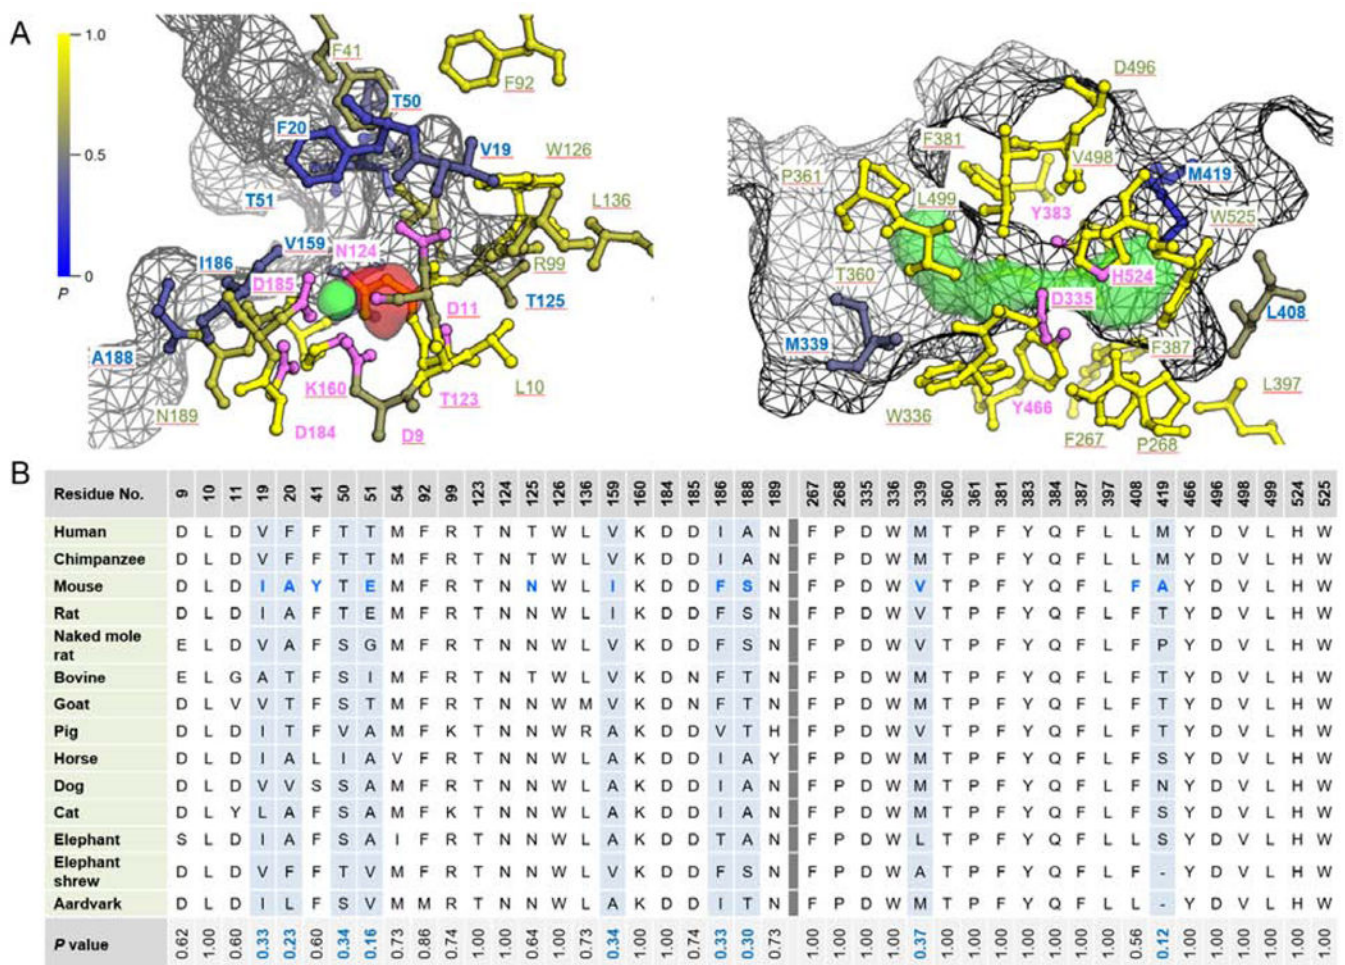 A
1.0
0.5
0
P
F41
F92
T50
F20
V19
W126
T51
L136
V159
N124
I186
R99
D185
D11
T125
A188
L10
K160
T123
N189
D184
D9
D496
F381
V498
P361
M419
L499
Y383
W525
T360
H524
D335
L408
M339
F387
L397
W336
Y466
F267
P268
B
Residue No. 9 10 11 19 20 41 50 51 54 92 99 123 124 125 126 136 159 160 184 185 186 188 189 267 268 335 336 339 360 361 381 383 384 387 397 408 419 466 496 498 499 524 525
Human D L D V F F T T M F R T N T W L V K D D I A N F P D W M T P F Y Q F L L M Y D V L H W
Chimpanzee D L D V F F T T M F R T N T W L V K D D I A N F P D W M T P F Y Q F L L M Y D V L H W
Mouse D L D I A Y T E M F R T N N W L I K D D F S N F P D W V T P F Y Q F L F A Y D V L H W
Rat D L D I A F T E M F R T N N W L I K D D F S N F P D W V T P F Y Q F L F T Y D V L H W
Naked mole
rat E L D V A F S G M F R T N N W L V K D D F S N F P D W V T P F Y Q F L F P Y D V L H W
Bovine E L G A T F S I M F R T N T W L V K D N F T N F P D W M T P F Y Q F L F T Y D V L H W
Goat D L V V T F S T M F R T N N W M V K D N F T N F P D W M T P F Y Q F L F T Y D V L H W
Pig D L D I T F V A M F K T N N W R A K D D V T H F P D W V T P F Y Q F L F T Y D V L H W
Horse D L D I A L I A V F R T N N W L A K D D I A Y F P D W M T P F Y Q F L L S Y D V L H W
Dog D L D V V S S A M F R T N N W L A K D D I A N F P D W M T P F Y Q F L F N Y D V L H W
Cat D L Y L A F S A M F K T N N W L A K D D I A N F P D W M T P F Y Q F L F S Y D V L H W
Elephant S L D I A F S A I F R T N N W L A K D D T A N F P D W L T P F Y Q F L L S Y D V L H W
Elephant
shrew D L D V F F T V M F R T N N W L V K D D F S N F P D W A T P F Y Q F L F - Y D V L H W
Aardvark D L D I L F S V M M R T N N W L A K D D I T N F P D W M T P F Y Q F L L - Y D V L H W
P value 0.62 1.00 0.60 0.33 0.23 0.60 0.34 0.16 0.73 0.86 0.74 1.00 1.00 0.64 1.00 0.73 0.34 1.00 1.00 0.74 0.33 0.30 0.73 1.00 1.00 1.00 1.00 0.37 1.00 1.00 1.00 1.00 1.00 1.00 1.00 0.56 0.12 1.00 1.00 1.00 1.00 1.00 1.00